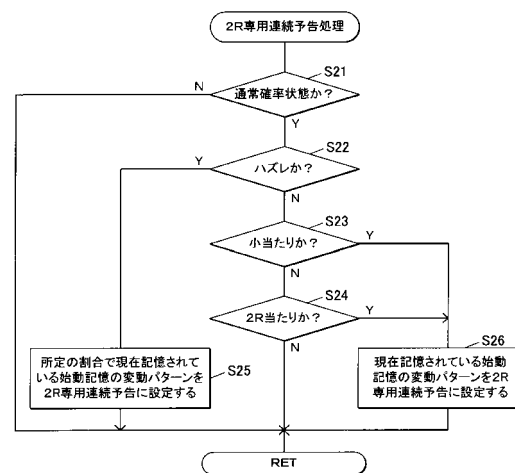 2R専用連続予告処理
S21
N
通常確率状態か？
Y
S22
Y
ハズレか？
N
S23
小当たりか？
Y
N
S24
2R当たりか？
Y
N
所定の割合で現在記憶されて
いる始動記憶の変動パターンを
2R専用連続予告に設定する
S25
S26
現在記憶されている始動
記憶の変動パターンを2R
専用連続予告に設定する
RET